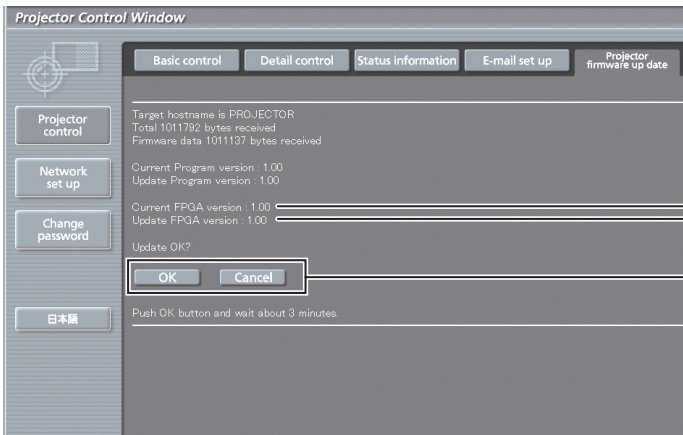 Projector Control Window
Basic control
Detail control
Status information
E-mail set up
Projector
firmware up date
Projector
control
Network
set up
Change
password
日本語
Target hostname is PROJECTOR
Total 1011792 bytes received
Firmware data 1011137 bytes received
Current Program version : 1.00
Update Program version : 1.00
Current FPGA version : 1.00
Update FPGA version : 1.00
Update OK?
OK
Cancel
Push OK button and wait about 3 minutes.